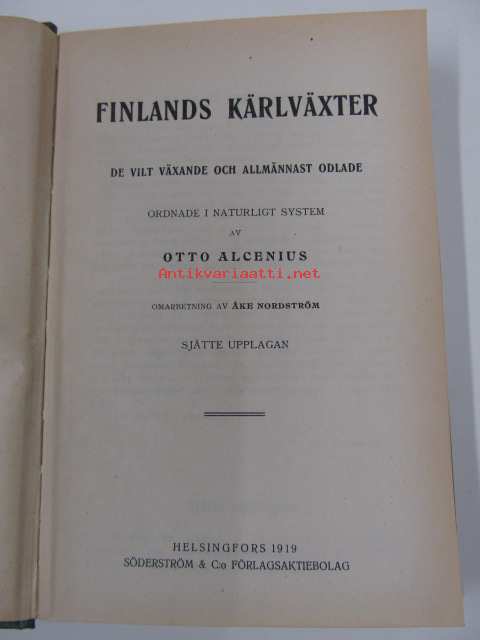 FINLANDS KÄRLVÄXTER
DE VILT VÄXANDE OCH ALLMÄNNAST ODLADE
ORDNADE I NATURLIGT SYSTEM
AV
OTTO ALCENIUS
Antikvariaatti.net
OMARBETNING AV ÅKE NORDSTRÖM
SJÄTTE UPPLAGAN
HELSINGFORS 1919
SÖDERSTRÖM & C:o FÖRLAGSAKTIEBOLAG